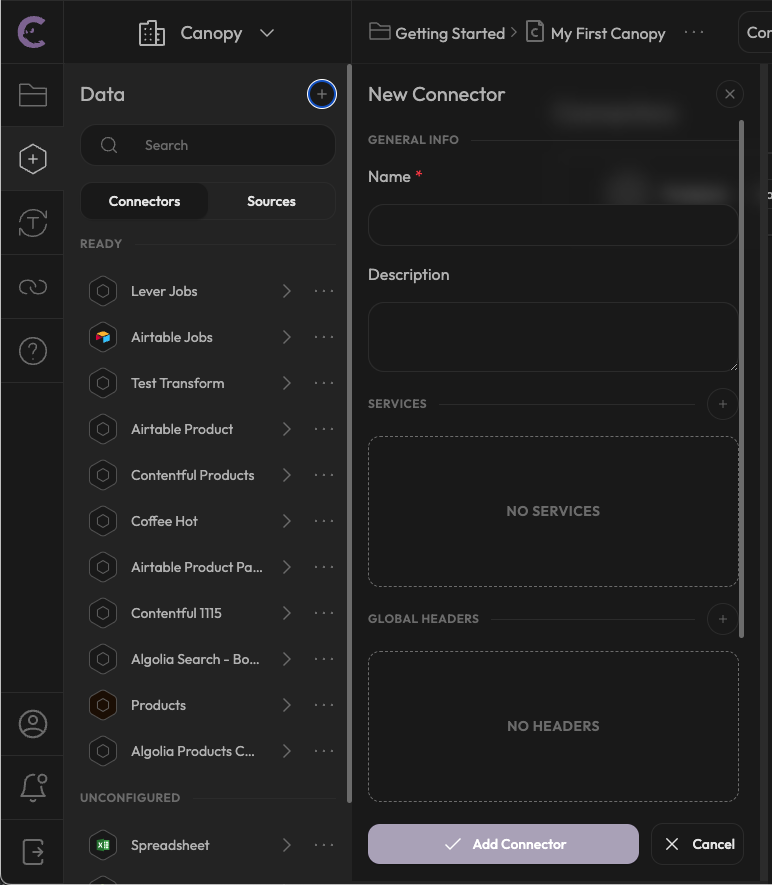 Canopy
Getting Started
My First Canopy
Data
Search
Connectors
Sources
READY
Lever Jobs
Airtable Jobs
Test Transform
Airtable Product
Contentful Products
Coffee Hot
Airtable Product Pa...
Contentful 1115
Algolia Search - Bo...
Products
Algolia Products C...
UNCONFIGURED
Spreadsheet
New Connector
GENERAL INFO
Name *
Description
SERVICES
NO SERVICES
GLOBAL HEADERS
NO HEADERS
Add Connector
Cancel